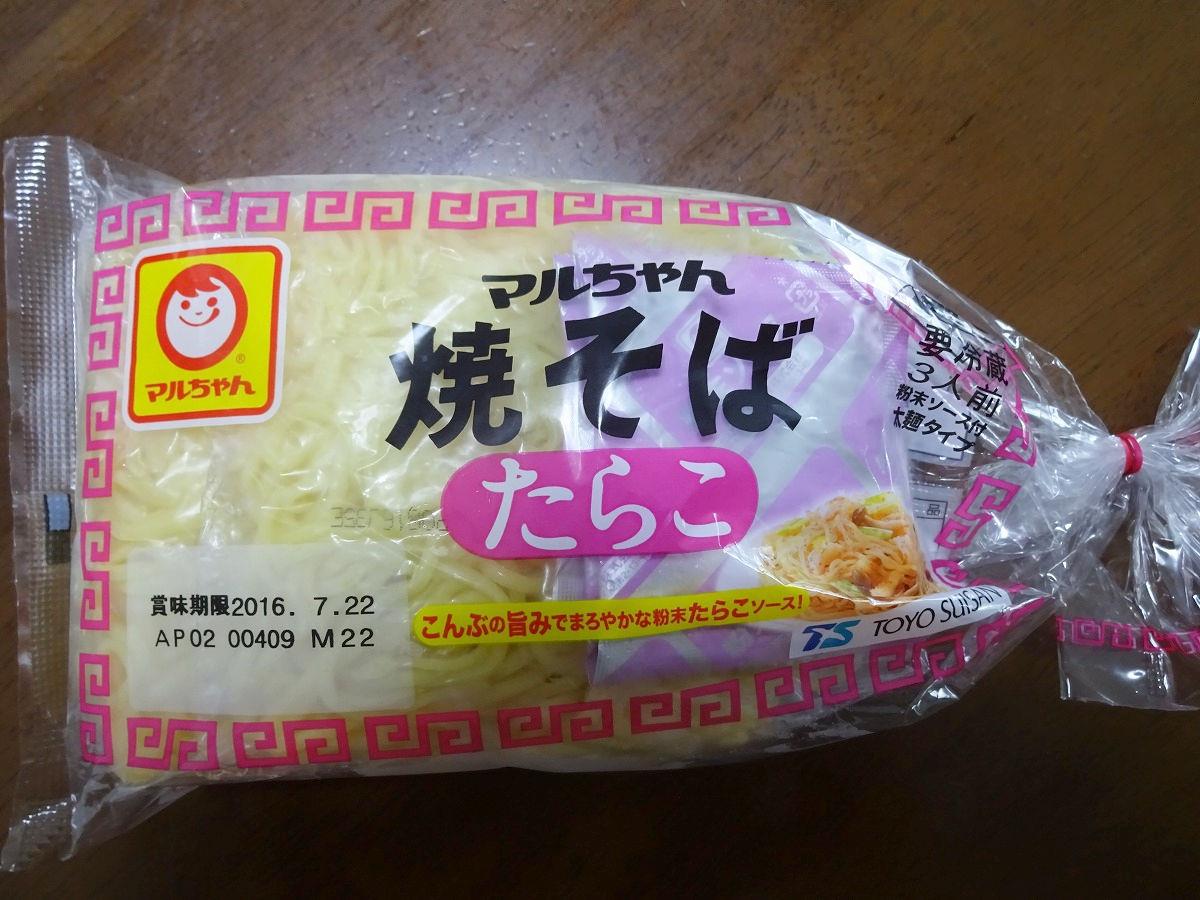 マルちゃん
焼そば
たらこ
®
マルちゃん
要冷蔵
3人前
粉末ソース付
太麺タイプ
賞味期限2016. 7.22
AP02 00409 M22
こんぶの旨みでまろやかな粉末たらこソース!
TS TOYO SUISAN
品